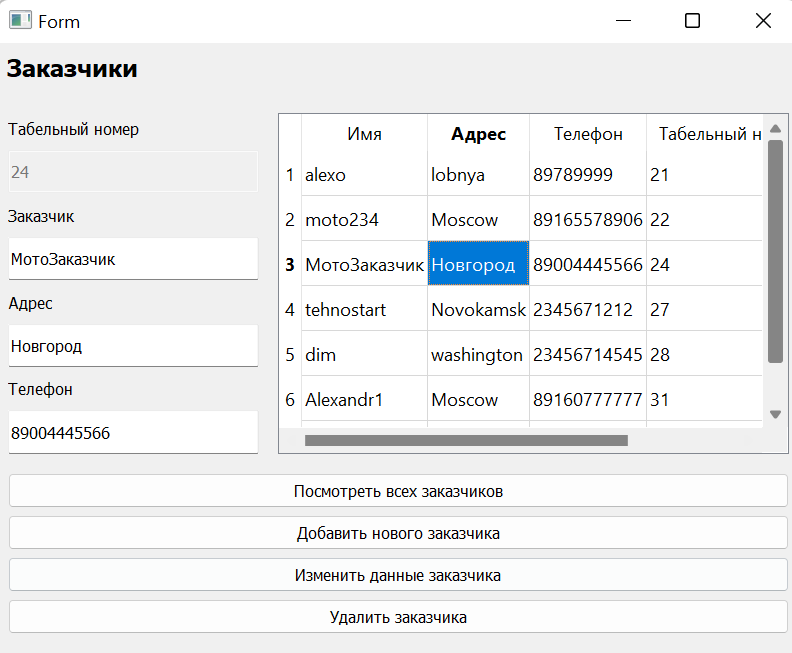 Form
Заказчики
Табельный номер
24
Заказчик
МотоЗаказчик
Адрес
Новгород
Телефон
89004445566
Имя Адрес Телефон Табельный н
1 alexo lobnya 89789999 21
2 moto234 Moscow 89165578906 22
3 МотоЗаказчик Новгород 89004445566 24
4 tehnostart Novokamsk 2345671212 27
5 dim washington 23456714545 28
6 Alexandr1 Moscow 89160777777 31
Посмотреть всех заказчиков
Добавить нового заказчика
Изменить данные заказчика
Удалить заказчика